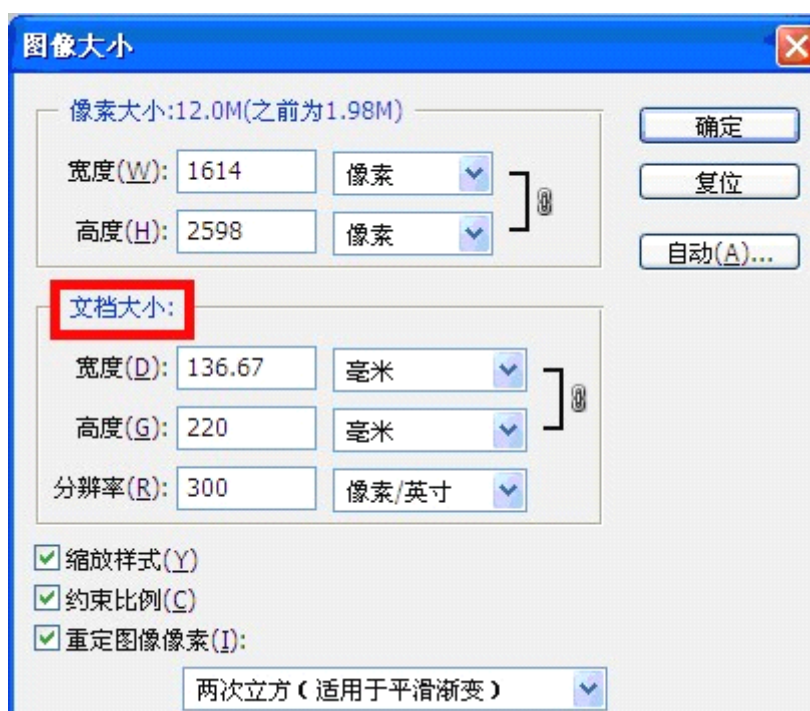 图像大小
像素大小:12.0M(之前为1.98M)
确定
宽度(W): 1614 像素
复位
高度(H): 2598 像素
自动(A)...
文档大小:
宽度(D): 136.67 毫米
高度(G): 220 毫米
分辨率(R): 300 像素/英寸
缩放样式(Y)
约束比例(C)
重定图像像素(I):
两次立方(适用于平滑渐变)